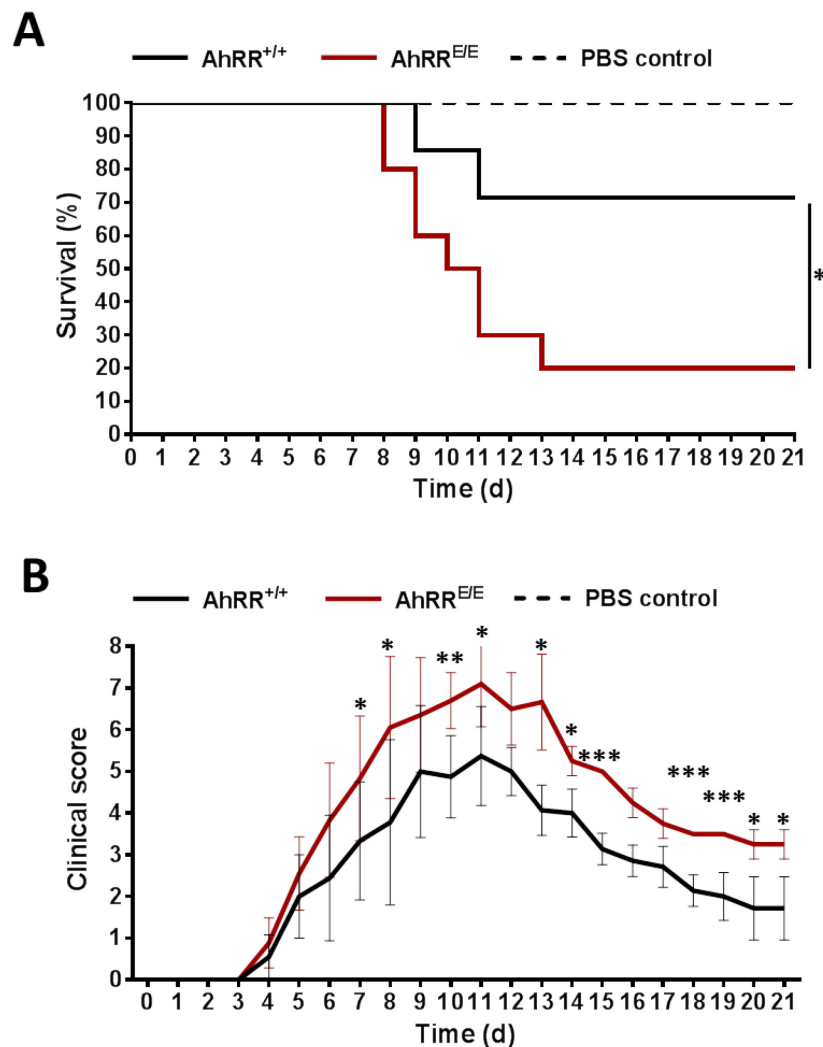 A
AhRR+/+ AhRRE/E PBS control
100
90
80
70
60
50
40
30
20
10
0
Survival (%)
*
0 1 2 3 4 5 6 7 8 9 10 11 12 13 14 15 16 17 18 19 20 21
Time (d)
B
AhRR+/+ AhRRE/E PBS control
8
7
6
5
4
3
2
1
0
Clinical score
* * ** * * * *** *** *** * *
0 1 2 3 4 5 6 7 8 9 10 11 12 13 14 15 16 17 18 19 20 21
Time (d)